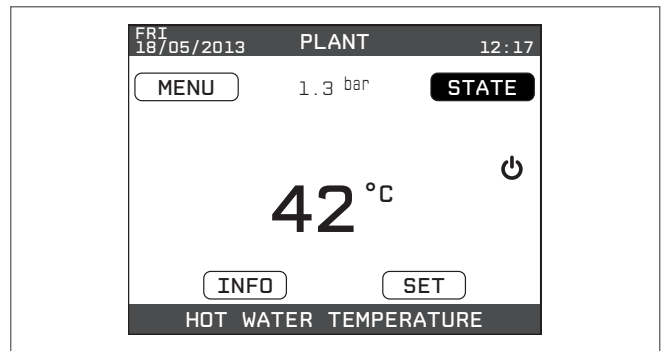 FRI
18/05/2013 PLANT 12:17
MENU 1.3 bar STATE
42 °C
INFO SET
HOT WATER TEMPERATURE